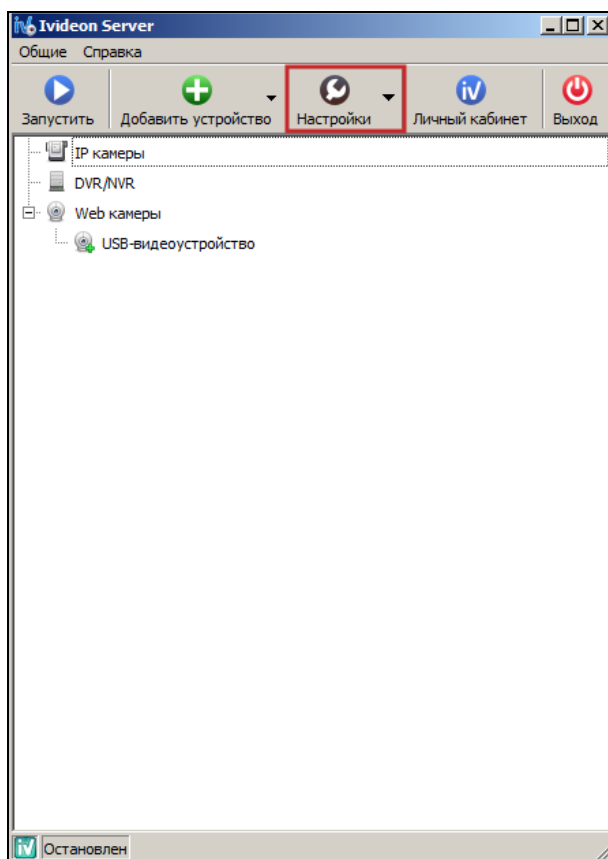 Ivideon Server
Общие Справка
Запустить Добавить устройство Настройки Личный кабинет Выход
IP камеры
DVR/NVR
Web камеры
USB-видеоустройство
Остановлен